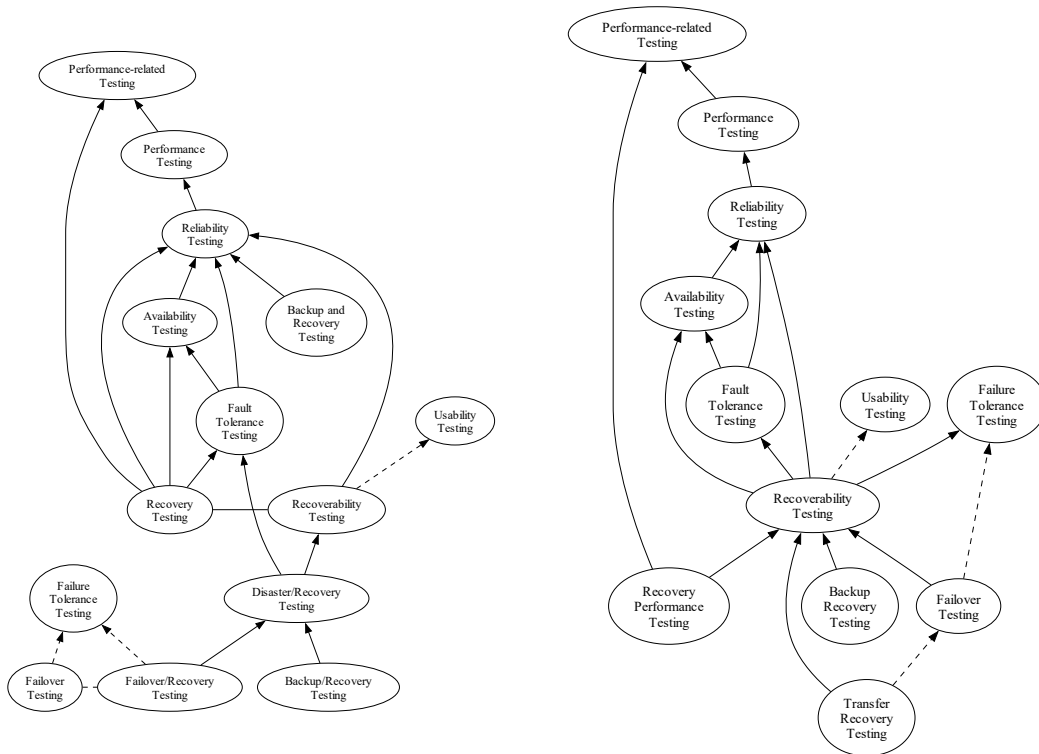 Performance-related
Testing
Performance
Testing
Reliability
Testing
Availability
Testing
Backup and
Recovery
Testing
Fault
Tolerance
Testing
Usability
Testing
Recovery
Testing
Recoverability
Testing
Failure
Tolerance
Testing
Disaster/Recovery
Testing
Failover
Testing
Failover/Recovery
Testing
Backup/Recovery
Testing
Performance-related
Testing
Performance
Testing
Reliability
Testing
Availability
Testing
Fault
Tolerance
Testing
Usability
Testing
Failure
Tolerance
Testing
Recoverability
Testing
Recovery
Performance
Testing
Backup
Recovery
Testing
Failover
Testing
Transfer
Recovery
Testing